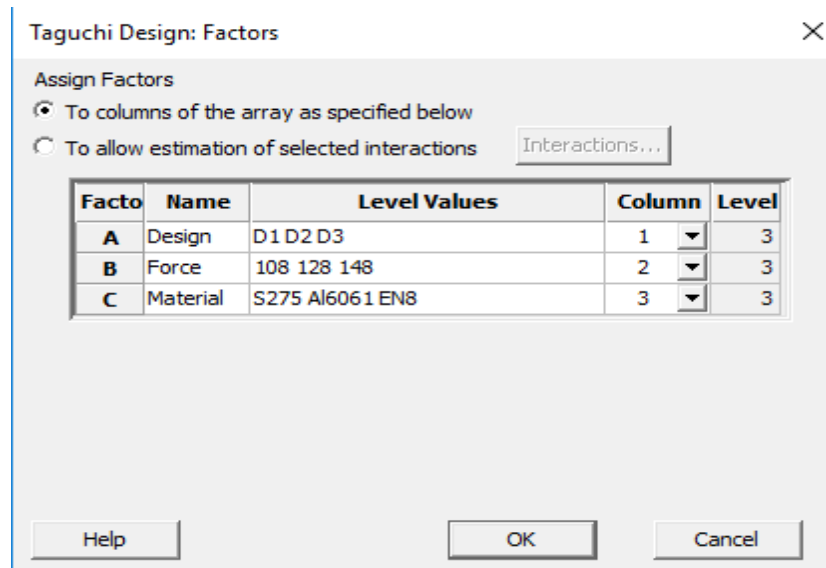 Taguchi Design: Factors
Assign Factors
To columns of the array as specified below
To allow estimation of selected interactions Interactions...
Facto Name Level Values Column Level
A Design D1 D2 D3 1 3
B Force 108 128 148 2 3
C Material S275 Al6061 EN8 3 3
Help OK Cancel